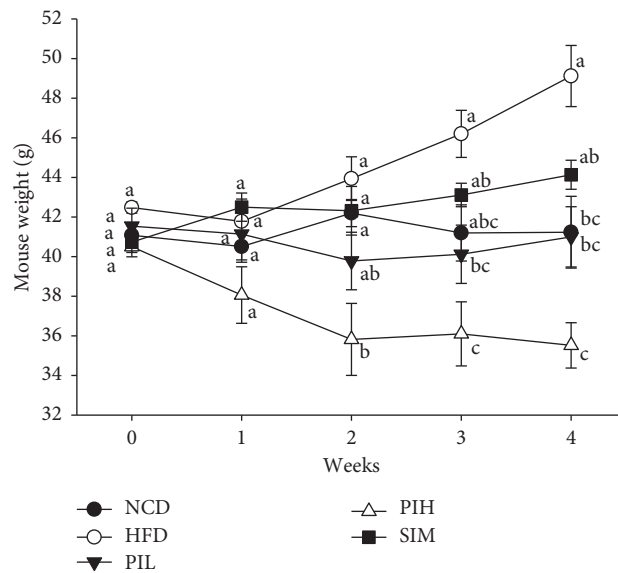 52
50
48
46
44
42
40
38
36
34
32
Mouse weight (g)
a
a
a
a
a
a
a
a
a
a
a
a
a
ab
b
a
ab
abc
bc
c
a
ab
bc
bc
c
0 1 2 3 4
Weeks
NCD
HFD
PIL
PIH
SIM